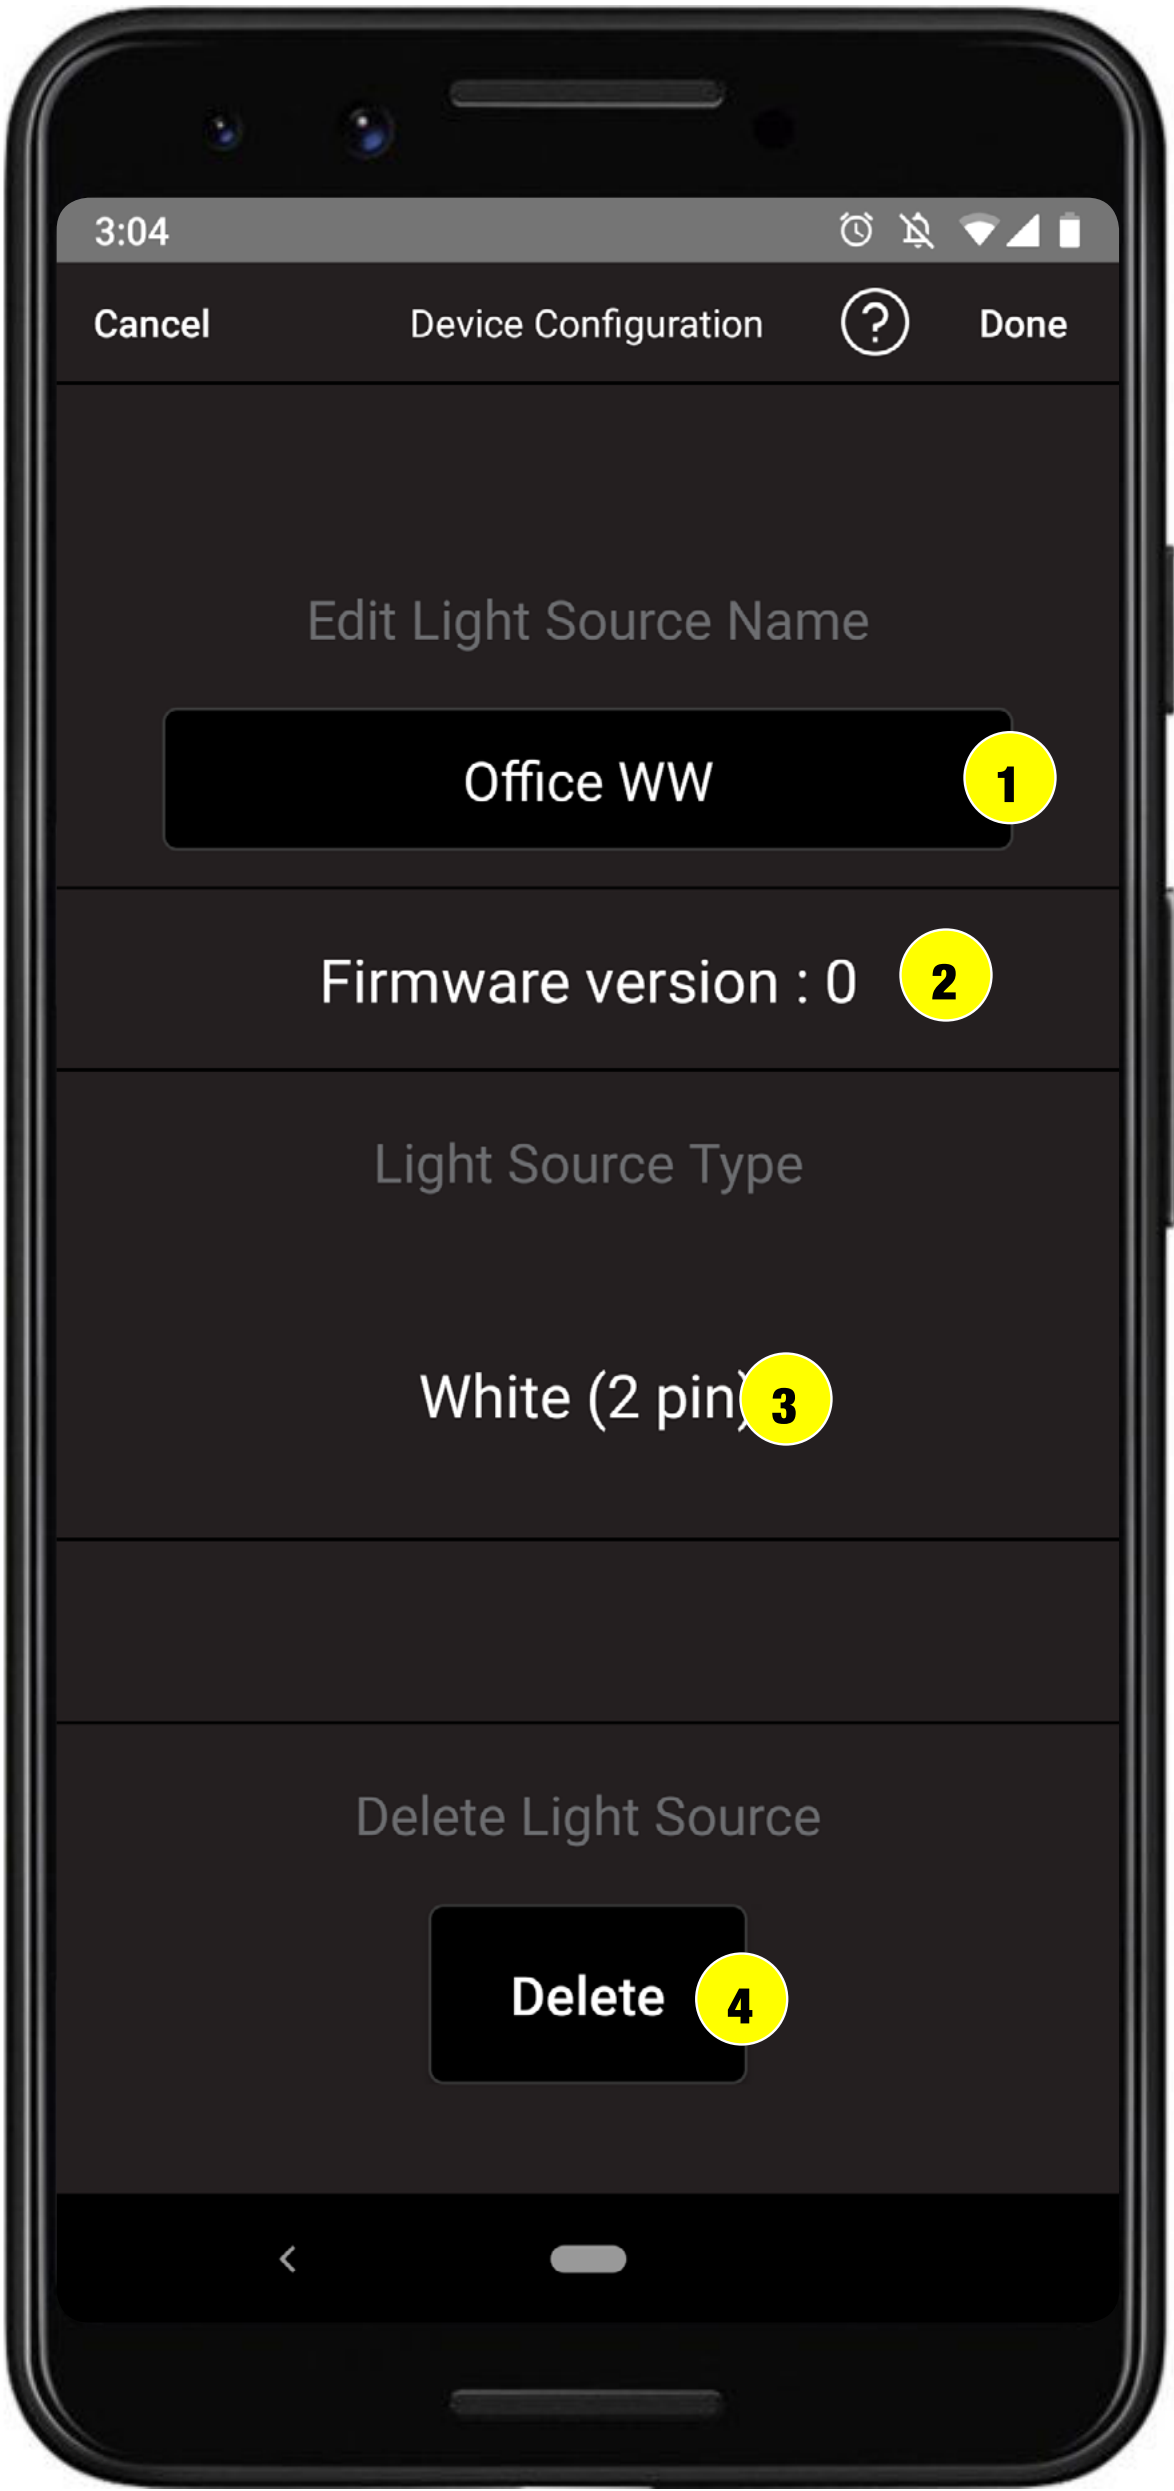 3:04
Cancel Device Configuration ? Done
Edit Light Source Name
Office WW 1
Firmware version : 0 2
Light Source Type
White (2 pin) 3
Delete Light Source
Delete 4